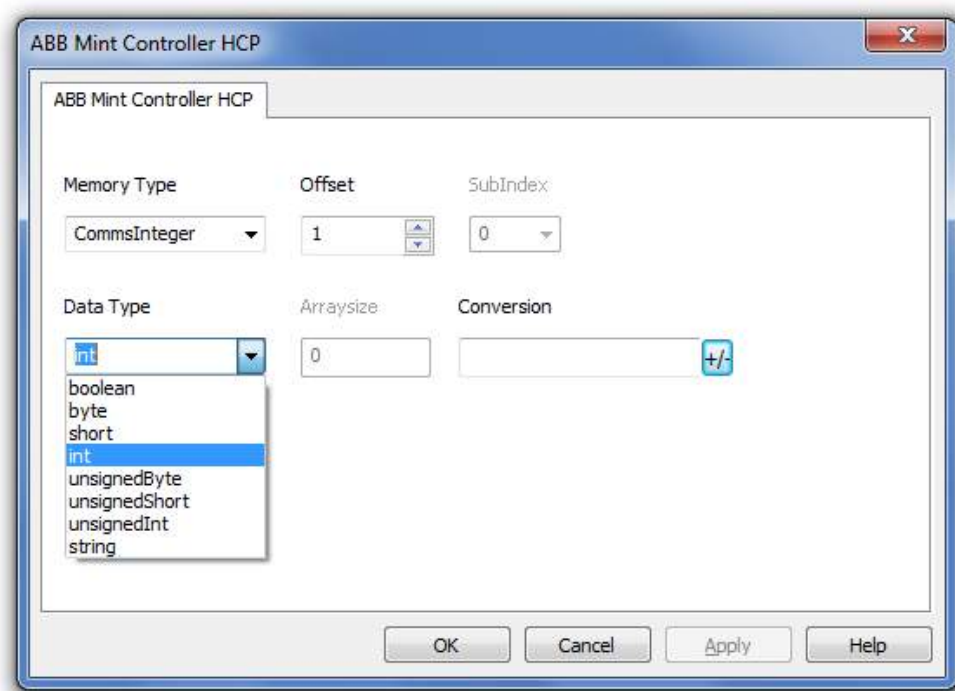 ABB Mint Controller HCP
ABB Mint Controller HCP
Memory Type Offset SubIndex
CommsInteger 1 0
Data Type Arraysize Conversion
int 0 +/-
boolean
byte
short
int
unsignedByte
unsignedShort
unsignedInt
string
OK Cancel Apply Help